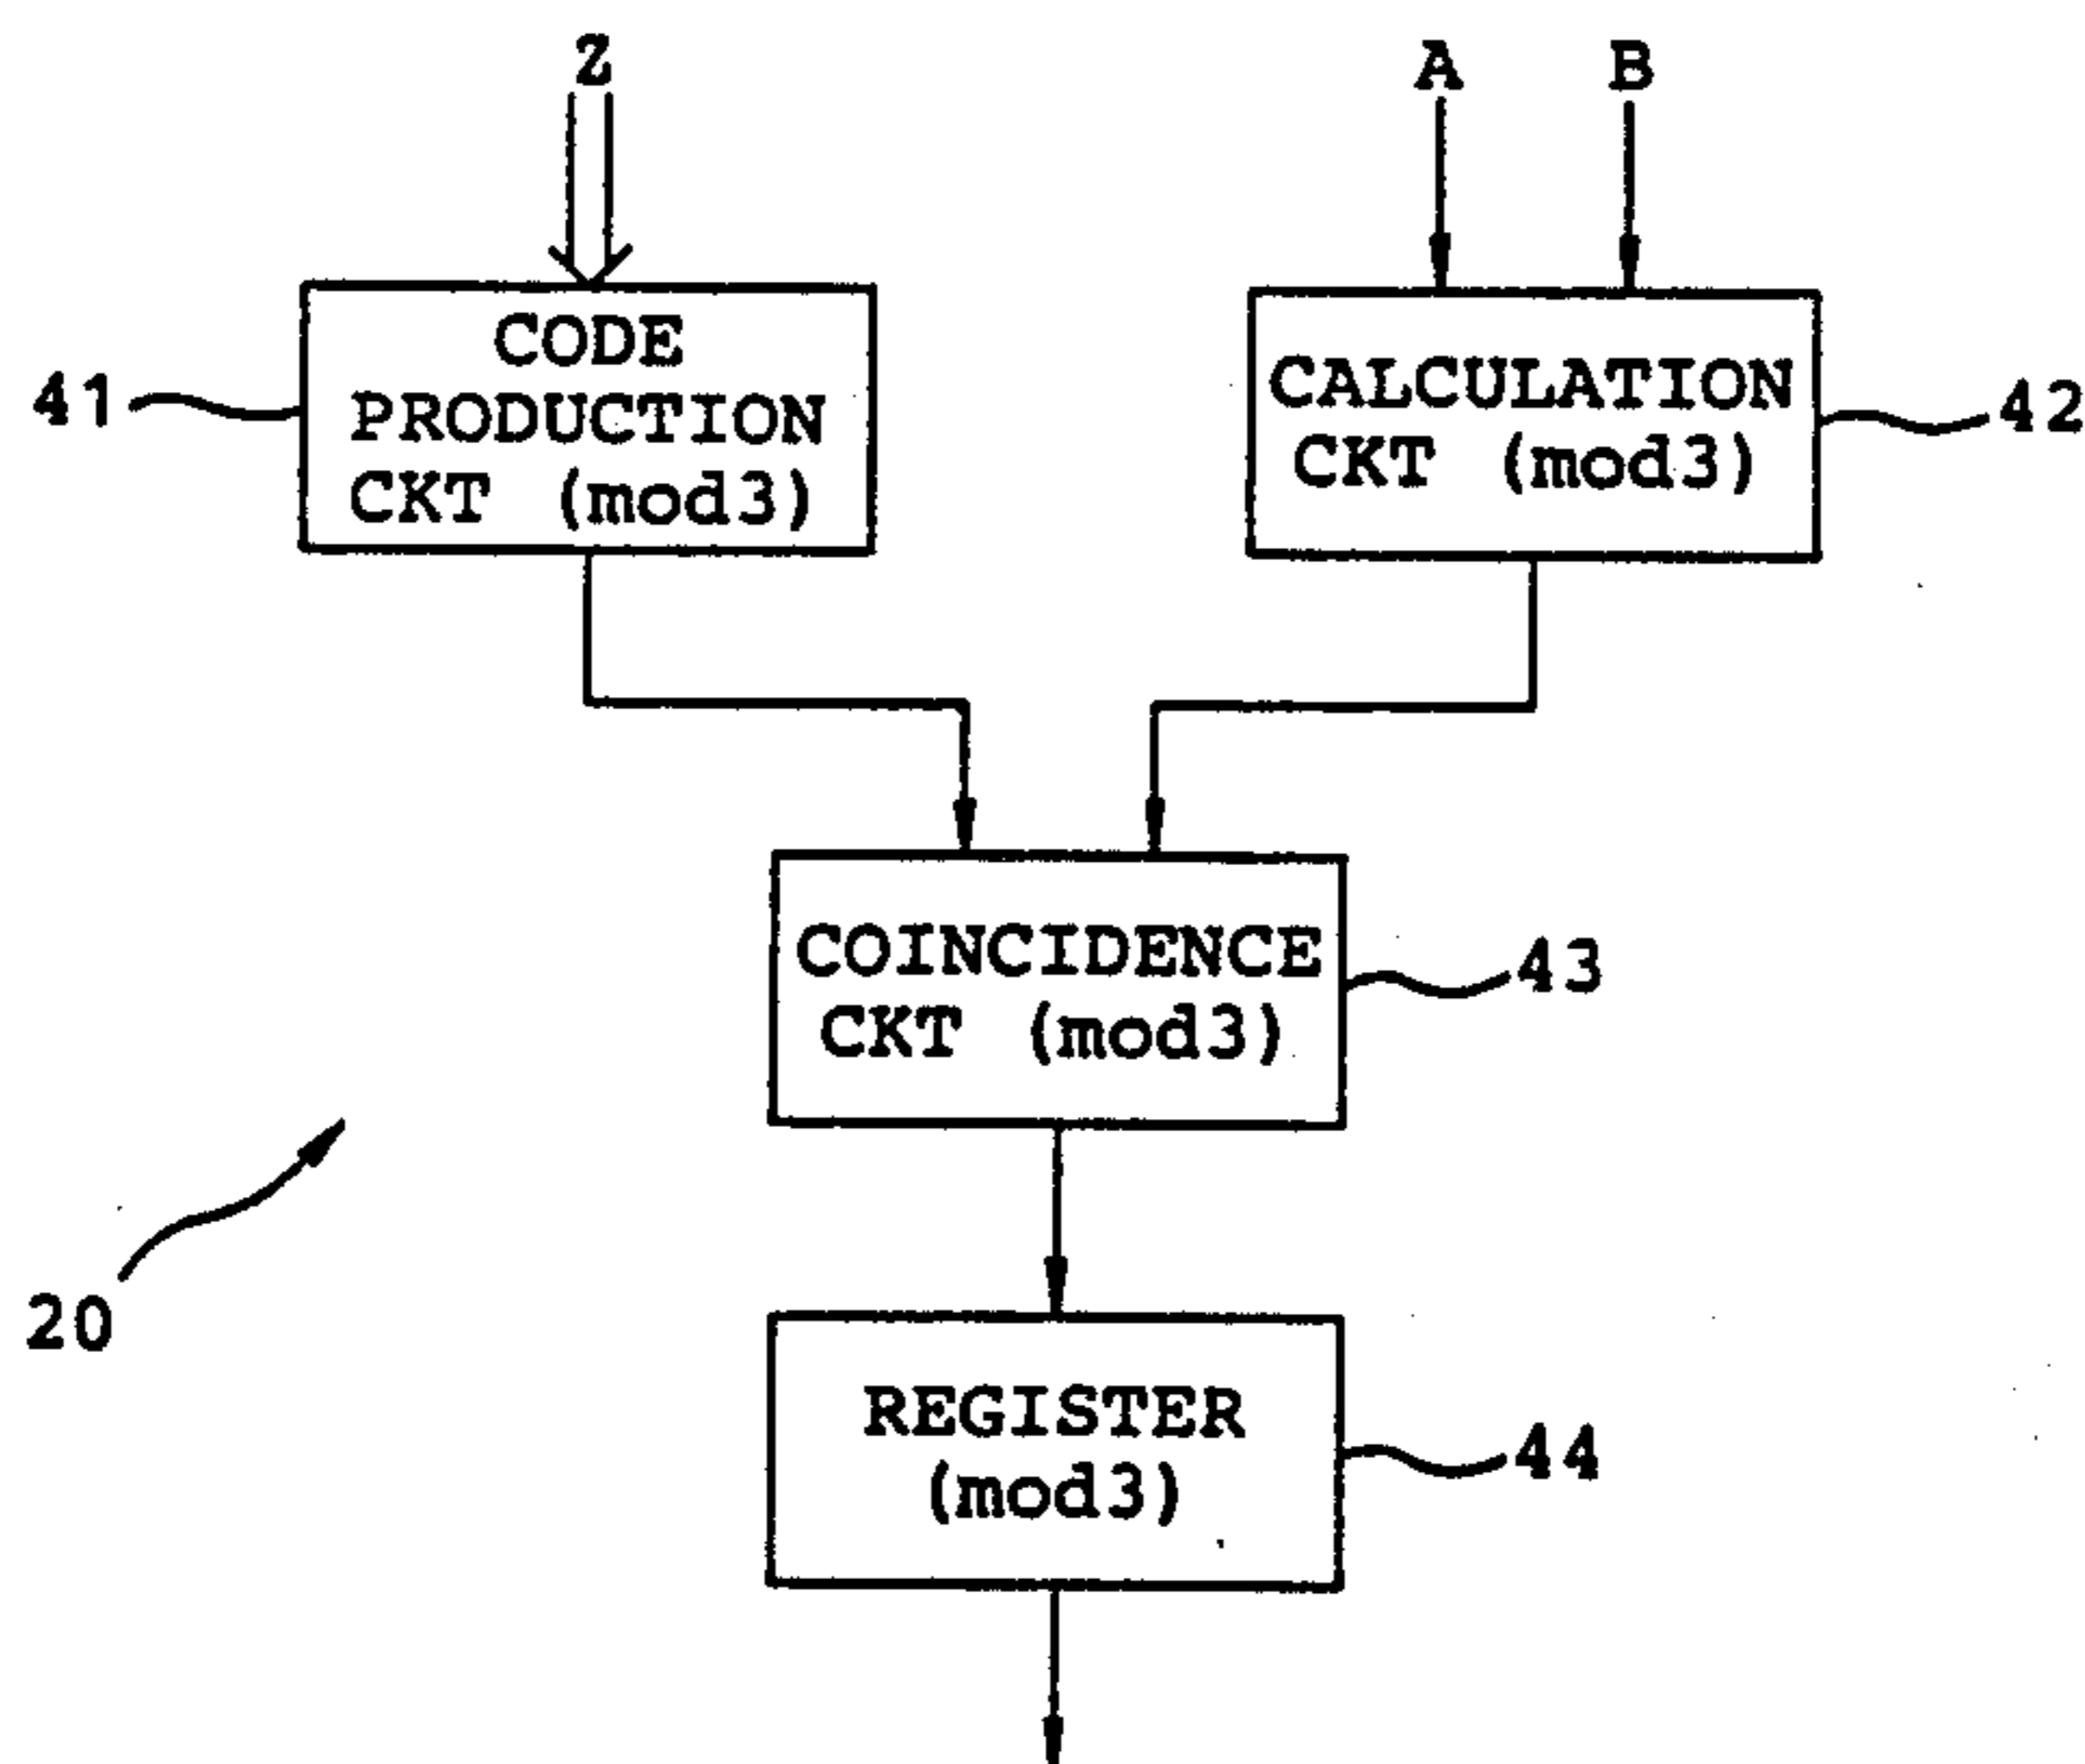 Z
A B
CODE
PRODUCTION
CKT (mod3)
41
CALCULATION
CKT (mod3)
42
COINCIDENCE
CKT (mod3)
43
20
REGISTER
(mod3)
44